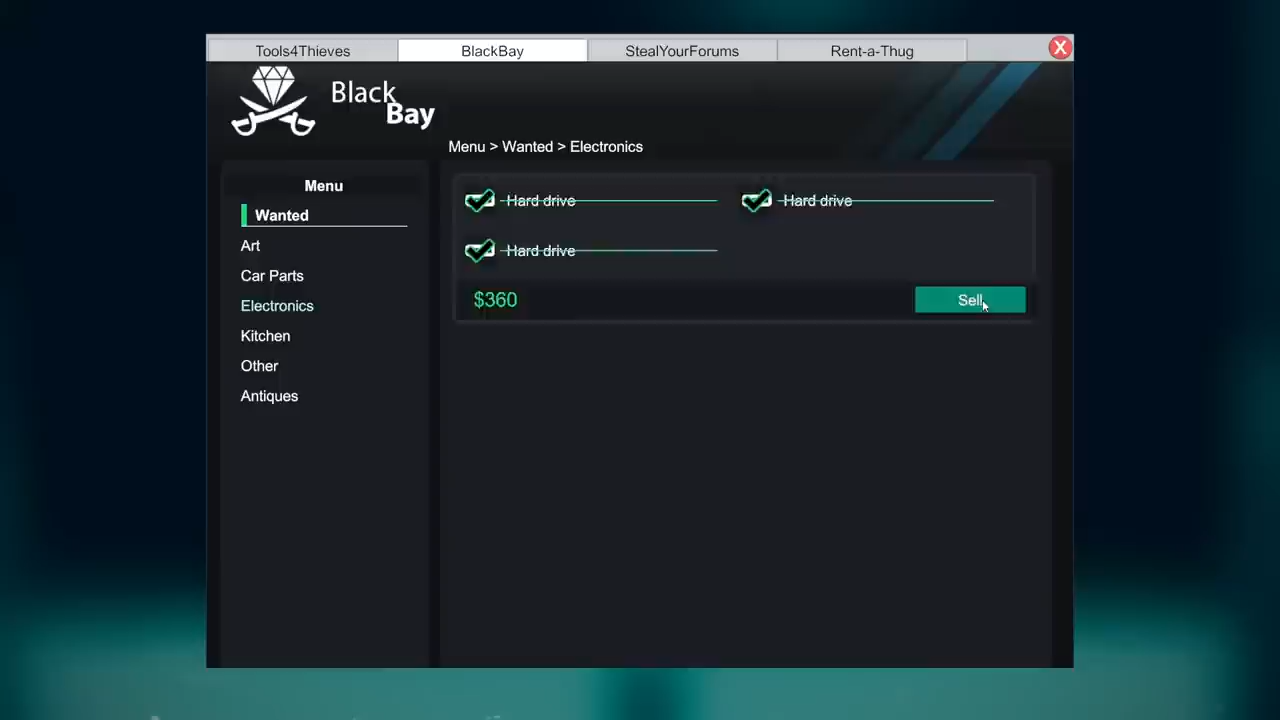 Tools4Thieves
BlackBay
StealYourForums
Rent-a-Thug
X
Black
Bay
Menu > Wanted > Electronics
Menu
Wanted
Art
Car Parts
Electronics
Kitchen
Other
Antiques
Hard drive
Hard drive
Hard drive
$360
Sell